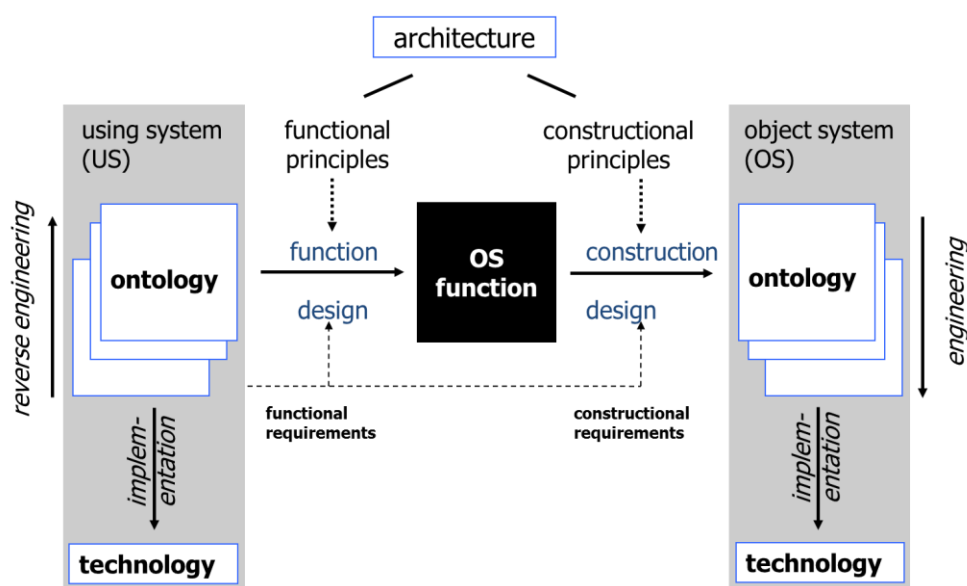 architecture
using system
(US)
functional
principles
constructional
principles
object system
(OS)
reverse engineering
ontology
function
design
OS
function
construction
design
ontology
engineering
functional
requirements
constructional
requirements
implem-
entation
implem-
entation
technology
technology